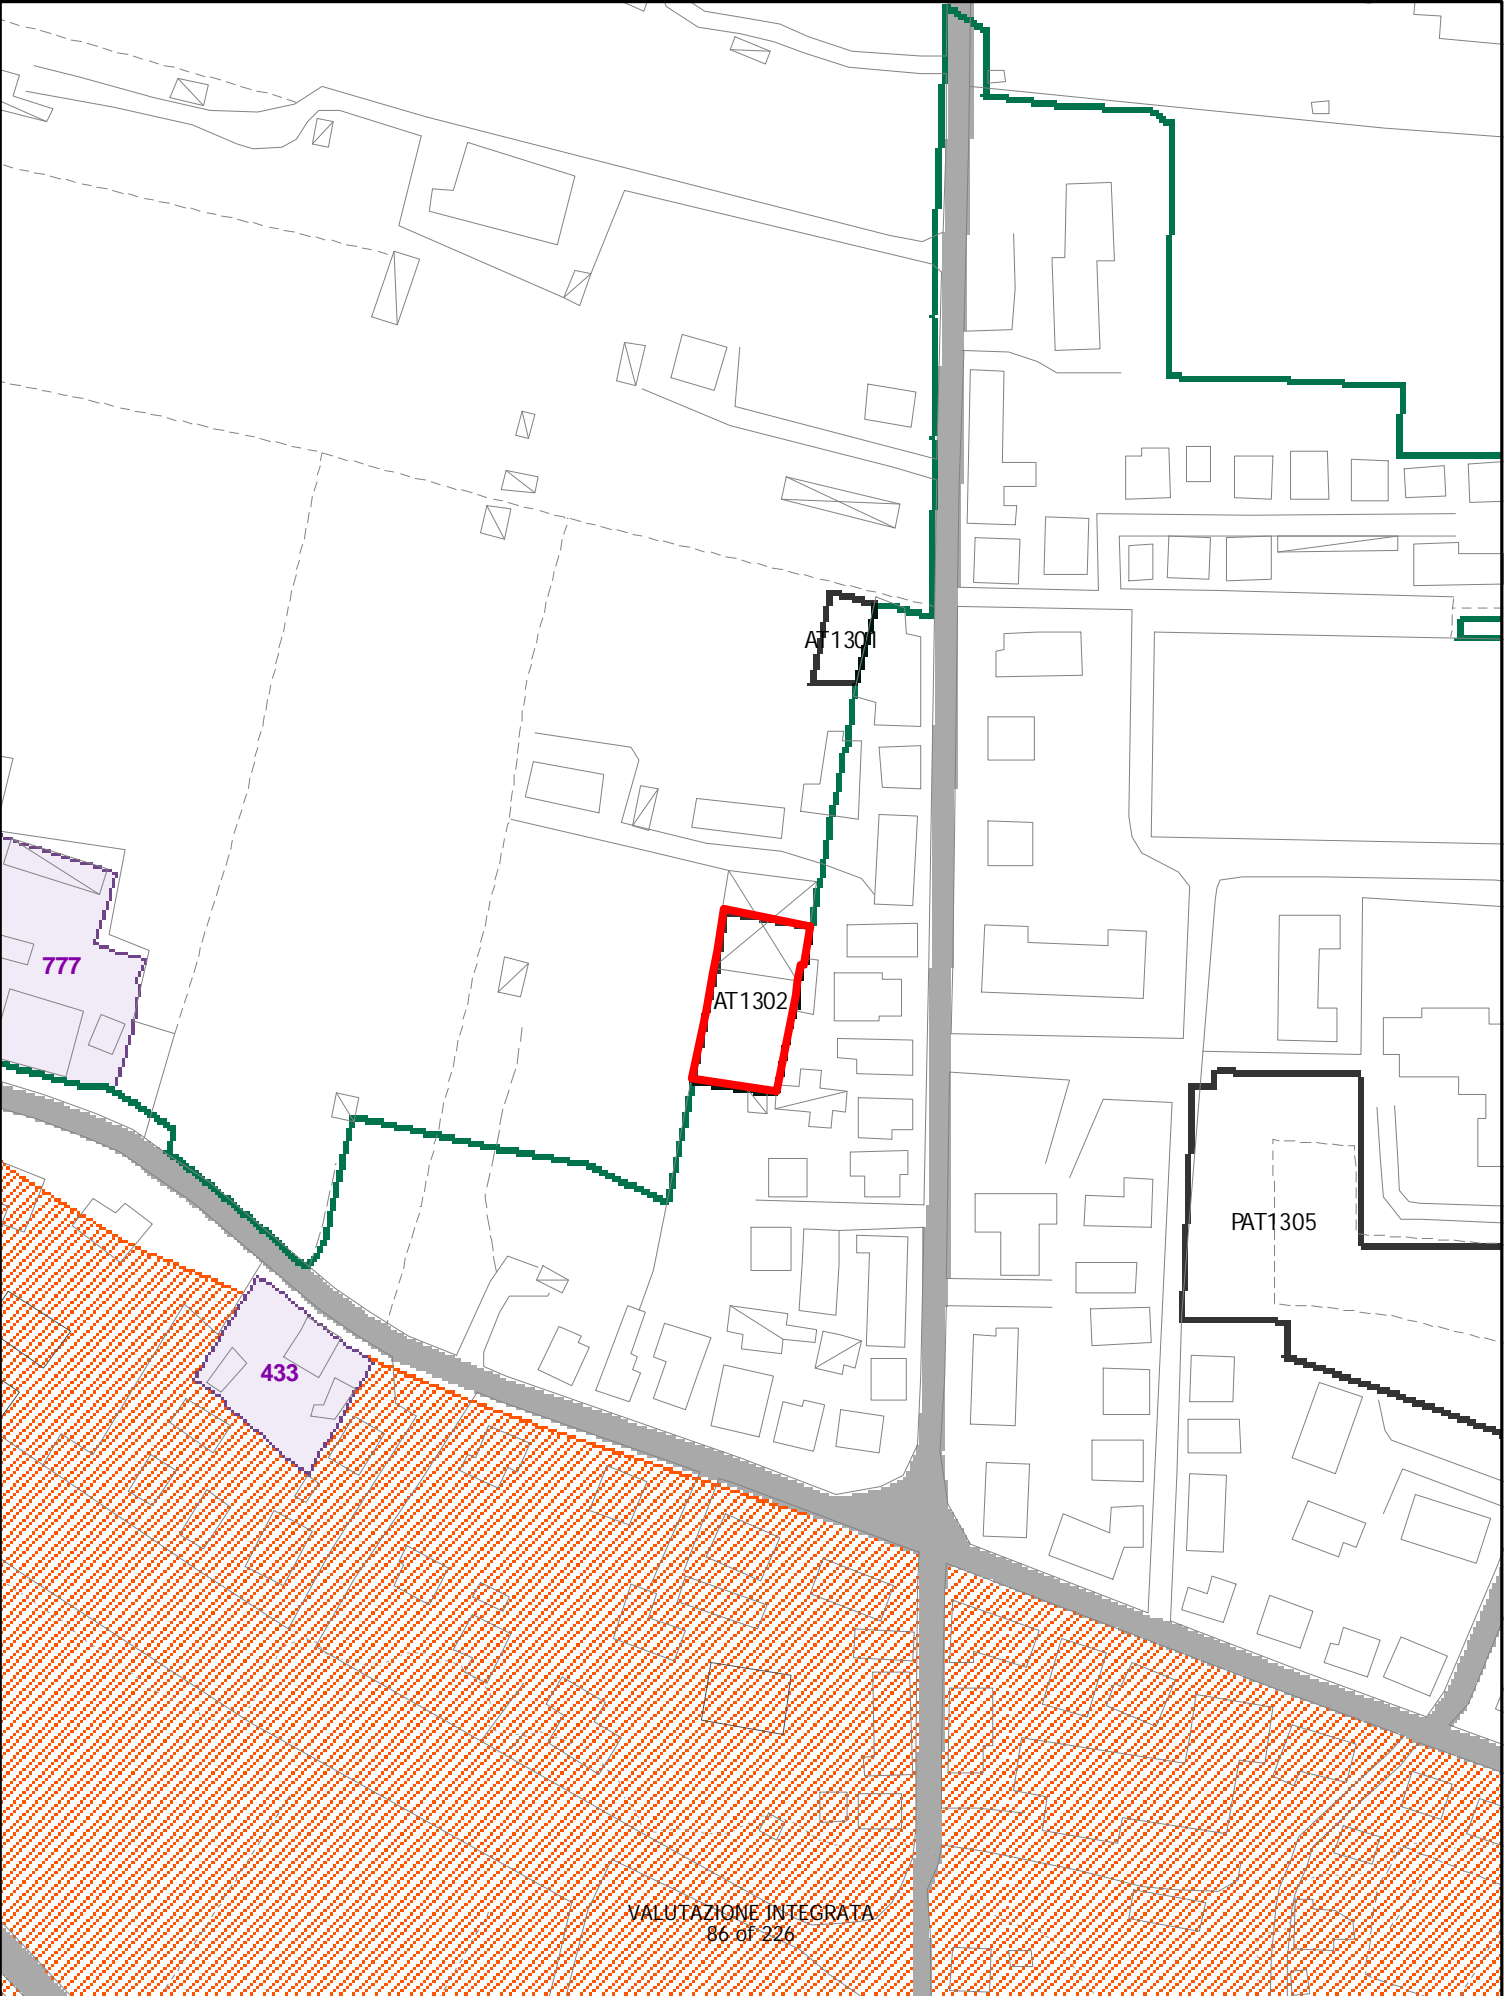 AT1301
777
AT1302
PAT1305
433
VALUTAZIONE INTEGRATA
86 of 226